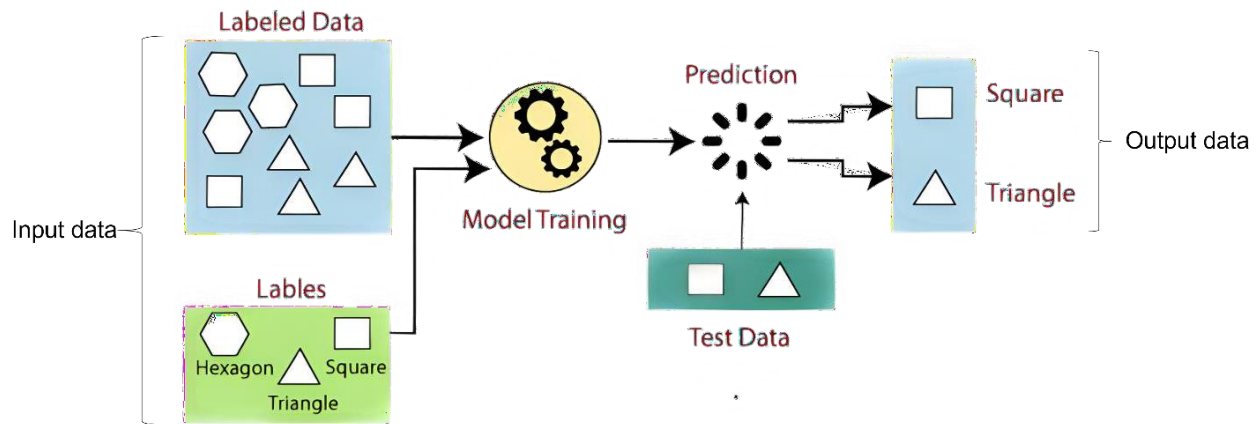 Labeled Data
Prediction
Square
Output data
Triangle
Model Training
Input data
Lables
Hexagon
Square
Triangle
Test Data